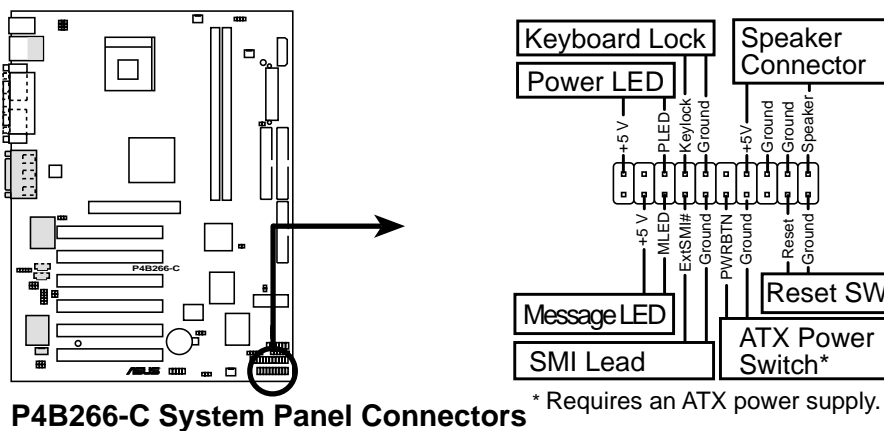 Keyboard Lock
Speaker
Connector
Power LED
+5 V
PLED
Keylock
Ground
+5V
Ground
Ground
Speaker
+5 V
MLED
ExtSMI#
Ground
PWRBTN
Ground
Reset
Ground
P4B266-C
Reset SW
Message LED
ATX Power
Switch*
SMI Lead
ASUS
P4B266-C System Panel Connectors
* Requires an ATX power supply.